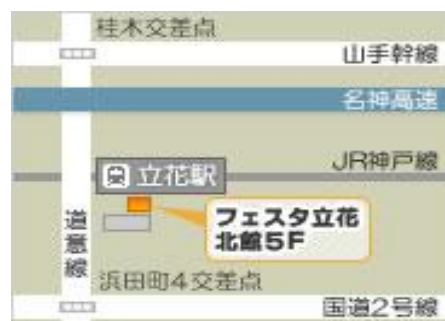 桂木交差点
山手幹線
名神高速
JR神戸線
立花駅
フェスタ立花
北館5F
道意線
浜田町4交差点
国道2号線